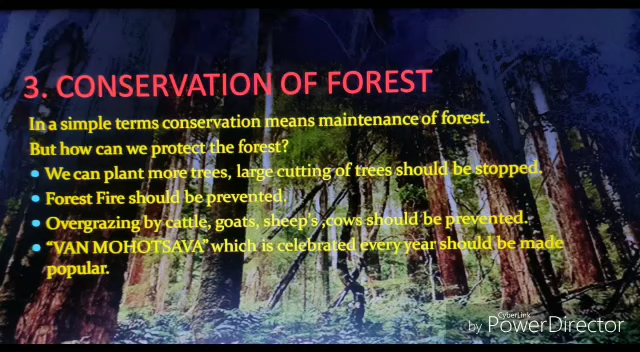 3. CONSERVATION OF FOREST
In a simple terms conservation means maintenance of forest.
But how can we protect the forest?
• We can plant more trees, large cutting of trees should be stopped.
• Forest Fire should be prevented.
• Overgrazing by cattle, goats, sheep's ,cows should be prevented.
• “VAN MOHOTSAVA” which is celebrated every year should be made
popular.
CyberLink
by PowerDirector